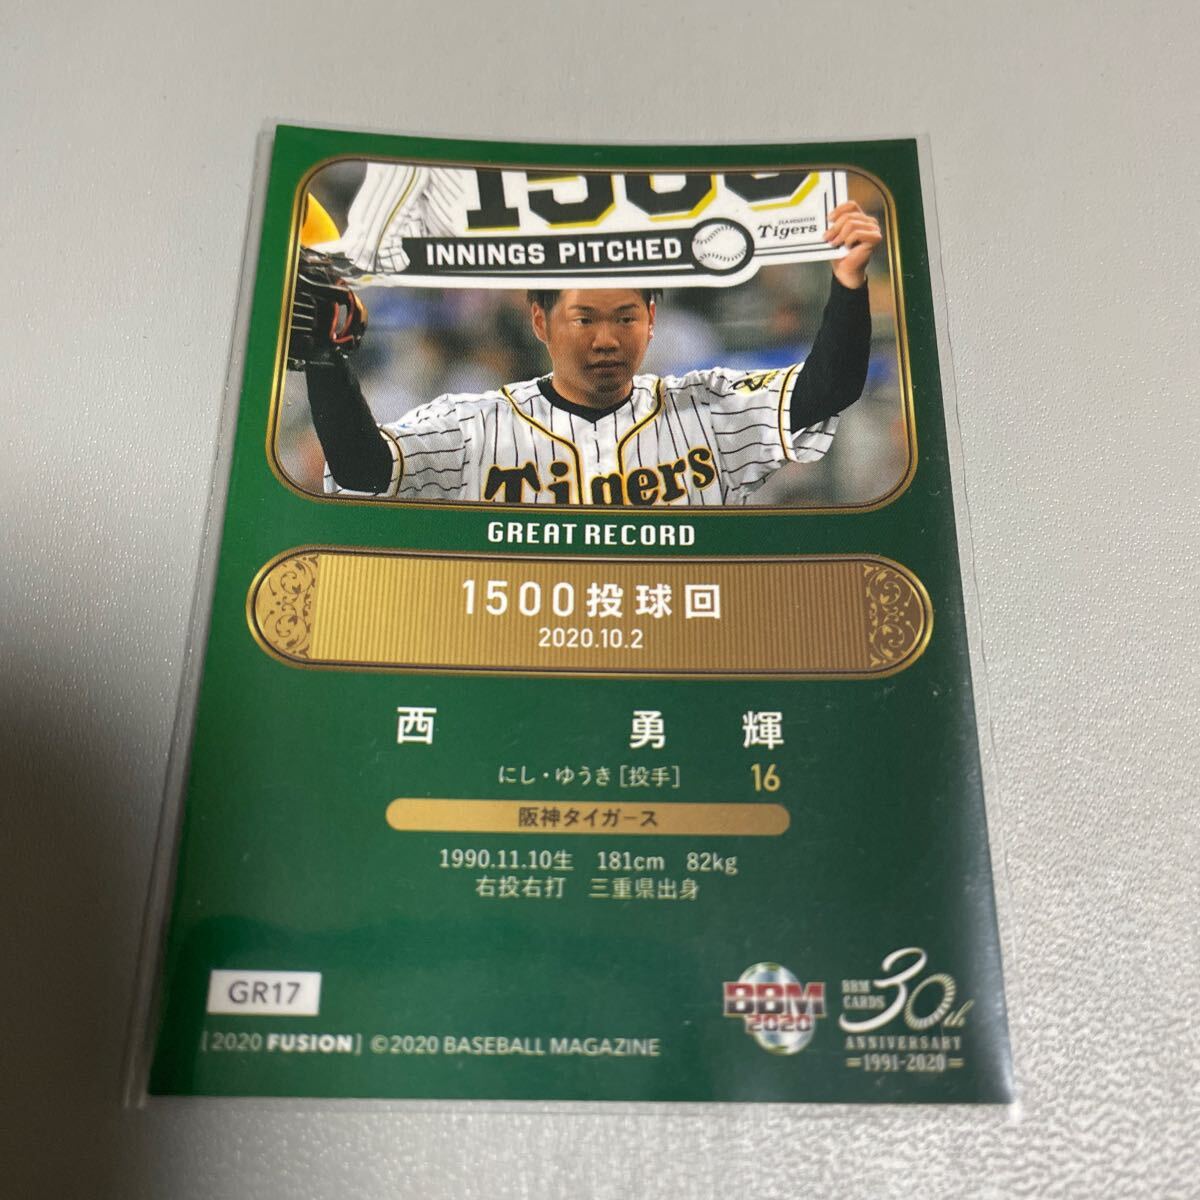 1500
INNINGS PITCHED
HANSHIN
Tigers
Tigers
GREAT RECORD
1500投球回
2020.10.2
西 勇 輝
にし・ゆうき［投手］ 16
阪神タイガース
1990.11.10生 181cm 82kg
右投右打 三重県出身
GR17
BBM
2020
BBM
CARDS
30th
ANNIVERSARY
1991-2020
[2020 FUSION] ©2020 BASEBALL MAGAZINE